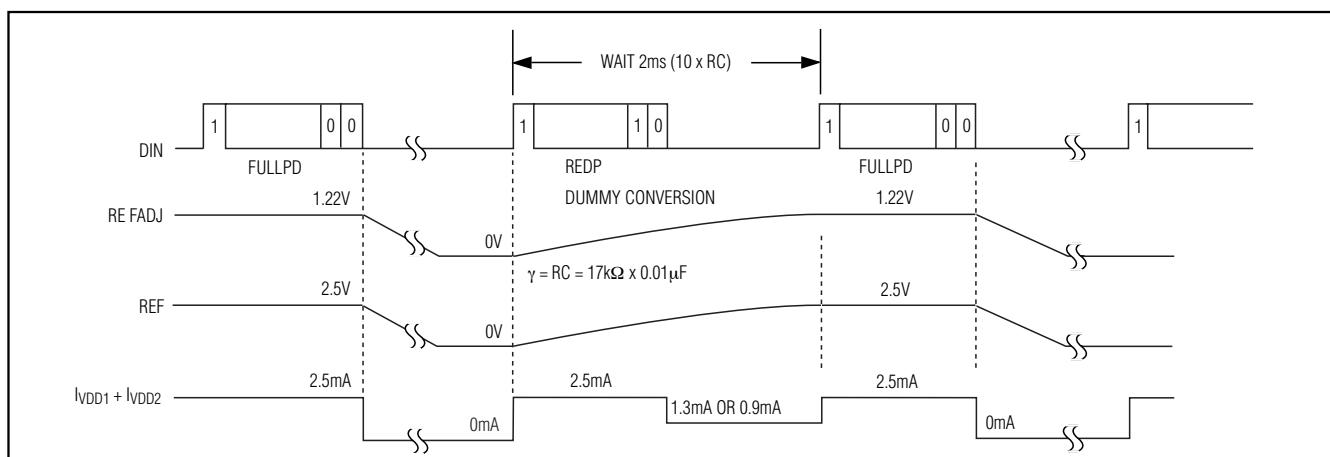 WAIT 2ms (10 x RC)
DIN 1 0 0 1 1 0 1 0 0 1
FULLPD REDP FULLPD
DUMMY CONVERSION
RE FADJ 1.22V 0V 1.22V
γ = RC = 17kΩ x 0.01μF
REF 2.5V 0V 2.5V
IVDD1 + IVDD2 2.5mA 0mA 2.5mA 1.3mA OR 0.9mA 2.5mA 0mA